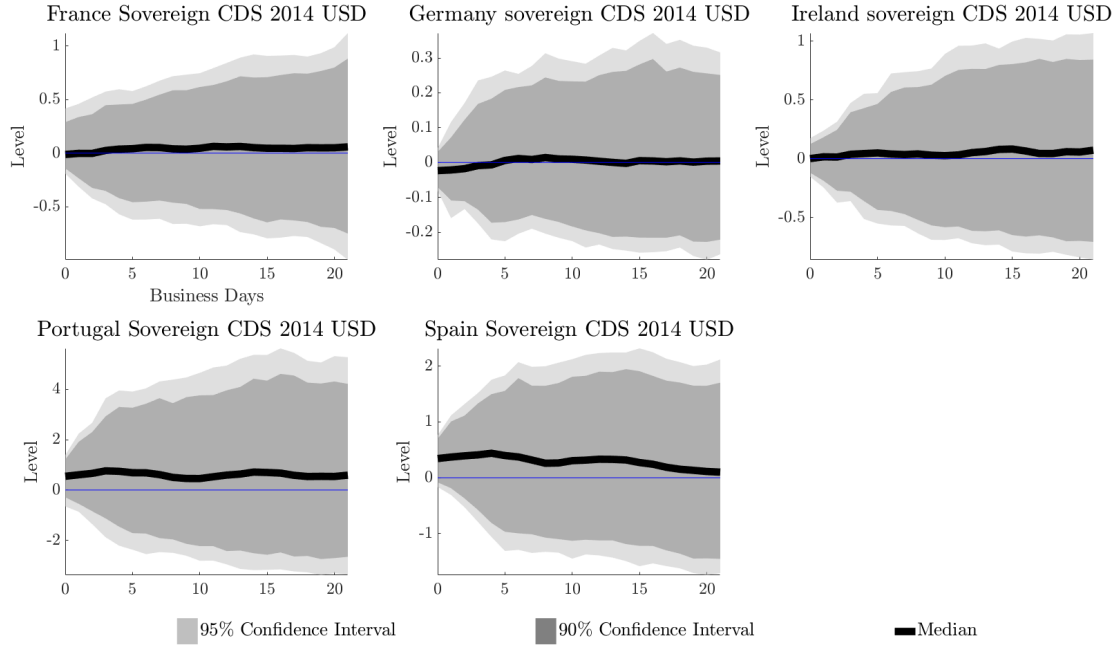 France Sovereign CDS 2014 USD
Level
1
0.5
0
-0.5
0 5 10 15 20
Business Days
Germany sovereign CDS 2014 USD
Level
0.3
0.2
0.1
0
-0.1
-0.2
0 5 10 15 20
Ireland sovereign CDS 2014 USD
Level
1
0.5
0
-0.5
0 5 10 15 20
Portugal Sovereign CDS 2014 USD
Level
4
2
0
-2
0 5 10 15 20
Spain Sovereign CDS 2014 USD
Level
2
1
0
-1
0 5 10 15 20
95% Confidence Interval
90% Confidence Interval
Median